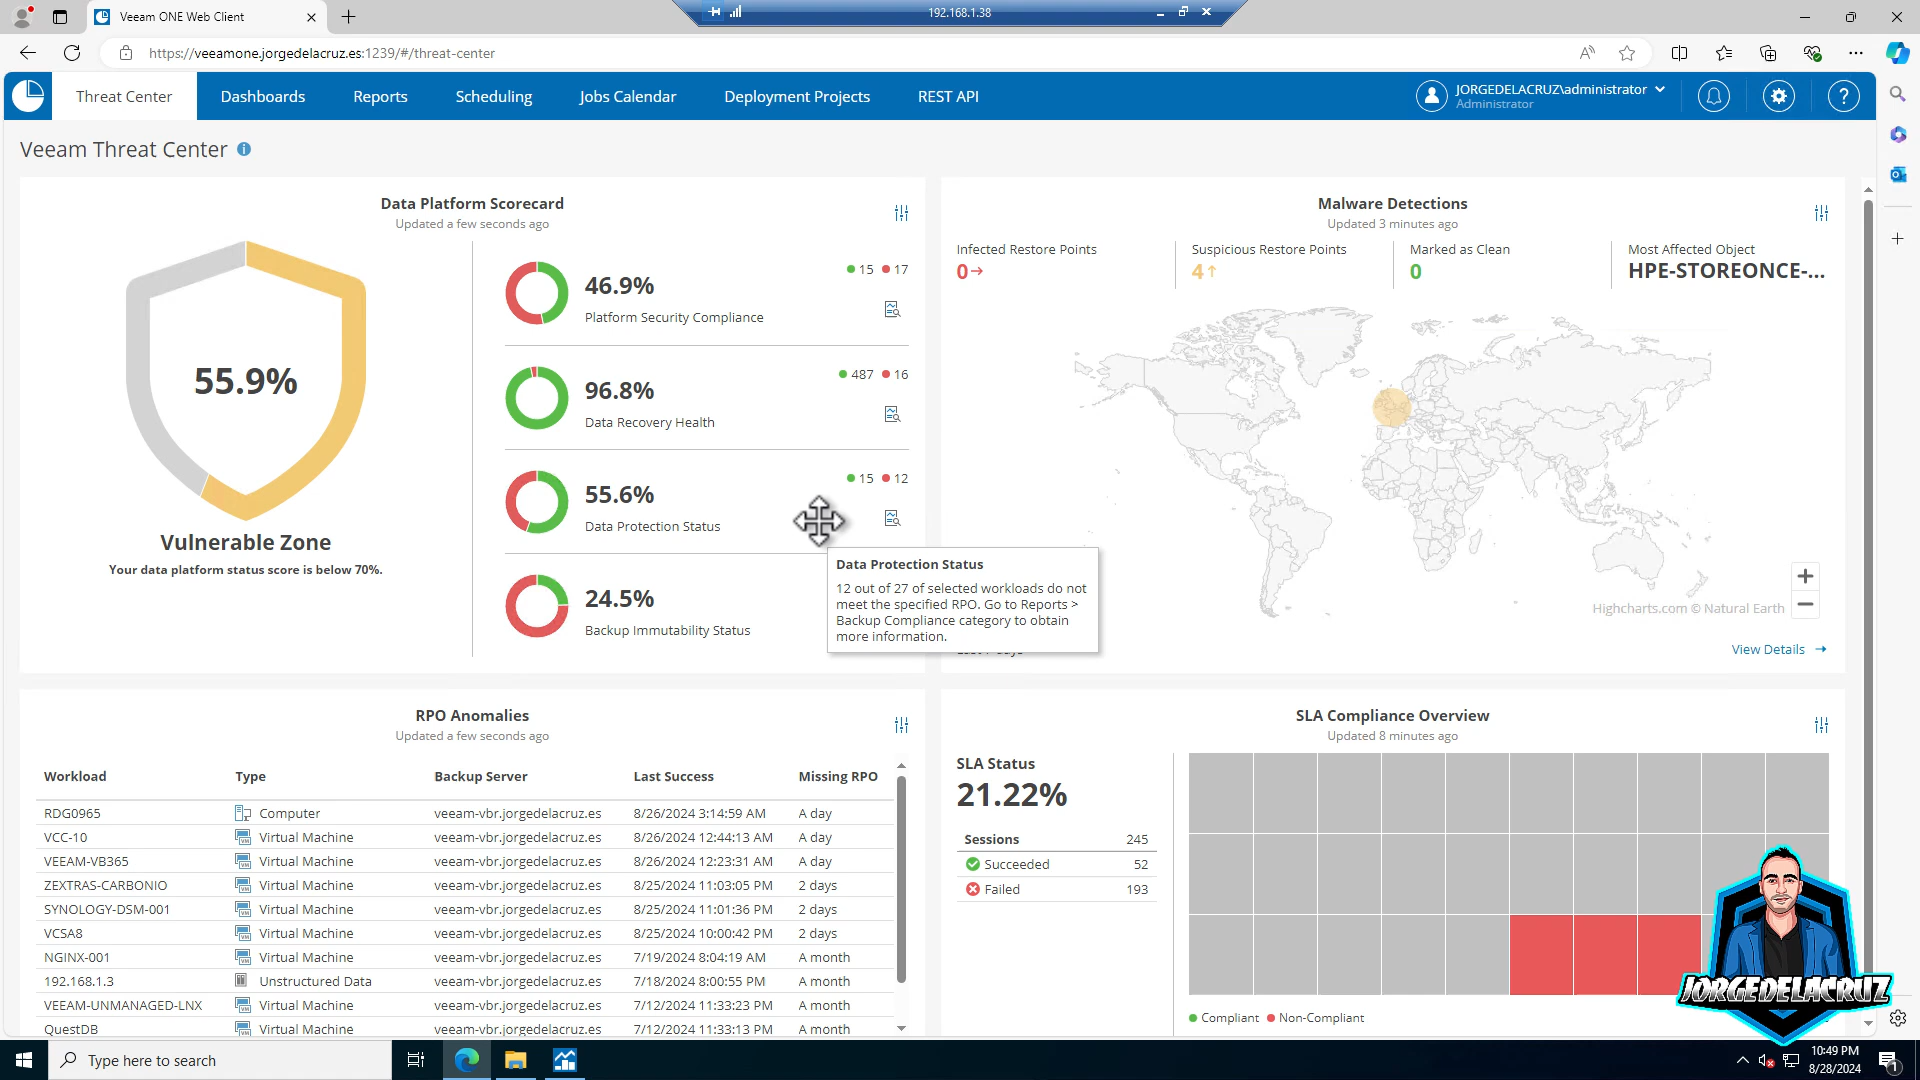 Veeam ONE Web Client
192.168.1.38
https://veeamone.jorgedelacruz.es:1239/#/threat-center
Threat Center
Dashboards
Reports
Scheduling
Jobs Calendar
Deployment Projects
REST API
JORGEDELACRUZ\administrator
Administrator
Veeam Threat Center
Data Platform Scorecard
Updated a few seconds ago
55.9%
Vulnerable Zone
Your data platform status score is below 70%.
46.9%
Platform Security Compliance
15 17
96.8%
Data Recovery Health
487 16
55.6%
Data Protection Status
15 12
24.5%
Backup Immutability Status
Data Protection Status
12 out of 27 of selected workloads do not
meet the specified RPO. Go to Reports >
Backup Compliance category to obtain
more information.
Malware Detections
Updated 3 minutes ago
Infected Restore Points
0
Suspicious Restore Points
4
Marked as Clean
0
Most Affected Object
HPE-STOREONCE-...
Highcharts.com © Natural Earth
View Details
RPO Anomalies
Updated a few seconds ago
Workload Type Backup Server Last Success Missing RPO
RDG0965 Computer veeam-vbr.jorgedelacruz.es 8/26/2024 3:14:59 AM A day
VCC-10 Virtual Machine veeam-vbr.jorgedelacruz.es 8/26/2024 12:44:13 AM A day
VEEAM-VB365 Virtual Machine veeam-vbr.jorgedelacruz.es 8/26/2024 12:23:31 AM A day
ZEXTRAS-CARBONIO Virtual Machine veeam-vbr.jorgedelacruz.es 8/25/2024 11:03:05 PM 2 days
SYNOLOGY-DSM-001 Virtual Machine veeam-vbr.jorgedelacruz.es 8/25/2024 11:01:36 PM 2 days
VCSA8 Virtual Machine veeam-vbr.jorgedelacruz.es 8/25/2024 10:00:42 PM 2 days
NGINX-001 Virtual Machine veeam-vbr.jorgedelacruz.es 7/19/2024 8:04:19 AM A month
192.168.1.3 Unstructured Data veeam-vbr.jorgedelacruz.es 7/18/2024 8:00:55 PM A month
VEEAM-UNMANAGED-LNX Virtual Machine veeam-vbr.jorgedelacruz.es 7/12/2024 11:33:23 PM A month
QuestDB Virtual Machine veeam-vbr.jorgedelacruz.es 7/12/2024 11:33:13 PM A month
SLA Compliance Overview
Updated 8 minutes ago
SLA Status
21.22%
Sessions 245
Succeeded 52
Failed 193
Compliant Non-Compliant
JORGEDELACRUZ
Type here to search
10:49 PM
8/28/2024
1